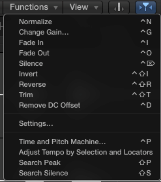 Functions View
Normalize ^N
Change Gain... ^G
Fade In ^I
Fade Out ^O
Silence ^⌦
Invert ^⇧I
Reverse ^⇧R
Trim ^⇧T
Remove DC Offset ^D
Settings...
Time and Pitch Machine... ^P
Adjust Tempo by Selection and Locators
Search Peak ⇧P
Search Silence ⇧S